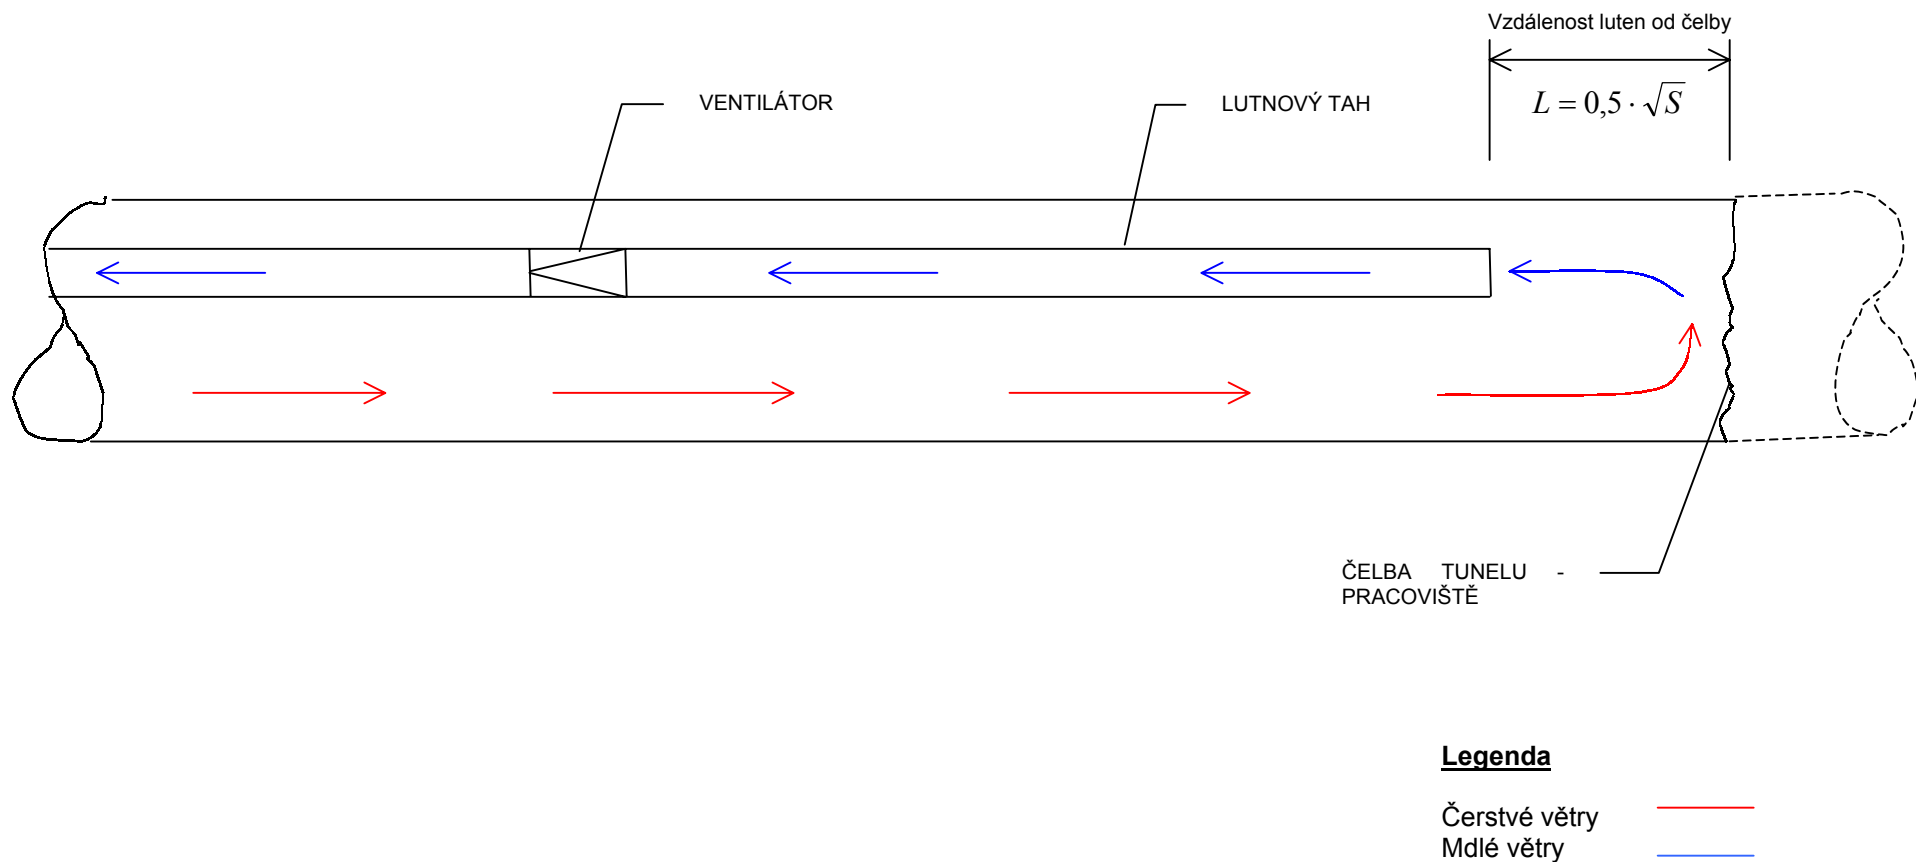 Vzdálenost luten od čelby
VENTILÁTOR
LUTNOVÝ TAH
L = 0,5 · √S
ČELBA TUNELU -
PRACOVIŠTĚ
Legenda
Čerstvé větry
Mdlé větry